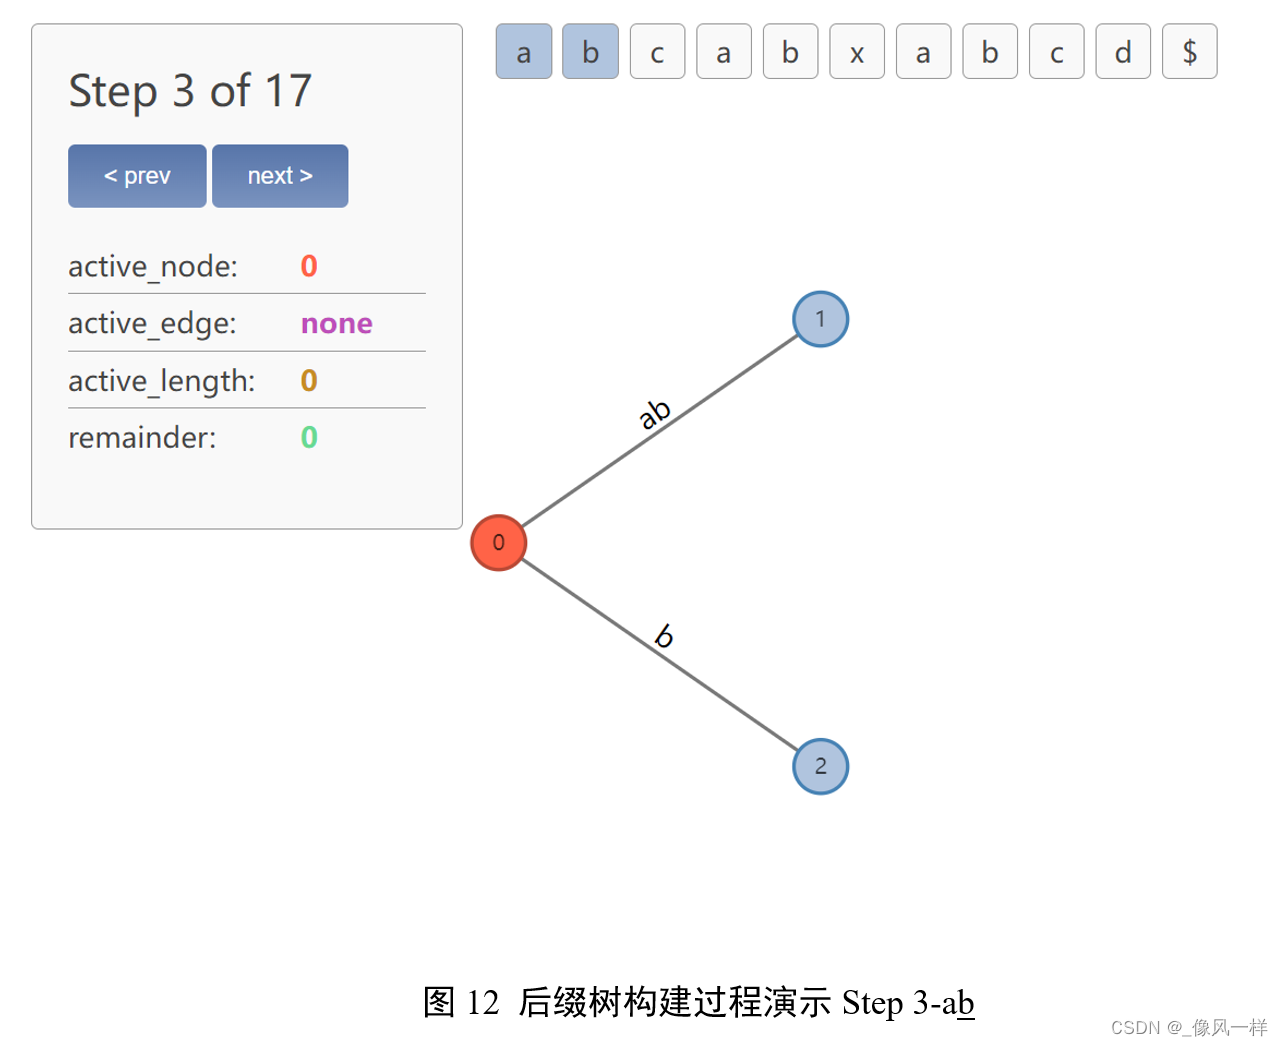 Step 3 of 17
< prev
next >
active_node: 0
active_edge: none
active_length: 0
remainder: 0
a b c a b x a b c d $
1
ab
0
b
2
图 12 后缀树构建过程演示 Step 3-ab
CSDN @_像风一样